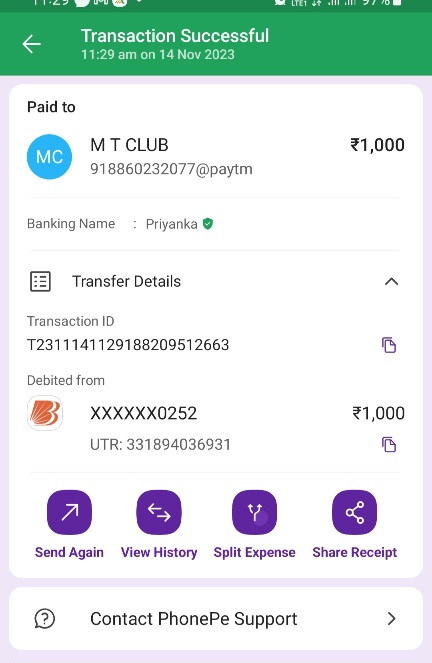 11:29
97%
Transaction Successful
11:29 am on 14 Nov 2023
Paid to
MC
M T CLUB
₹1,000
918860232077@paytm
Banking Name : Priyanka
Transfer Details
Transaction ID
T2311141129188209512663
Debited from
XXXXXX0252
₹1,000
UTR: 331894036931
Send Again
View History
Split Expense
Share Receipt
Contact PhonePe Support